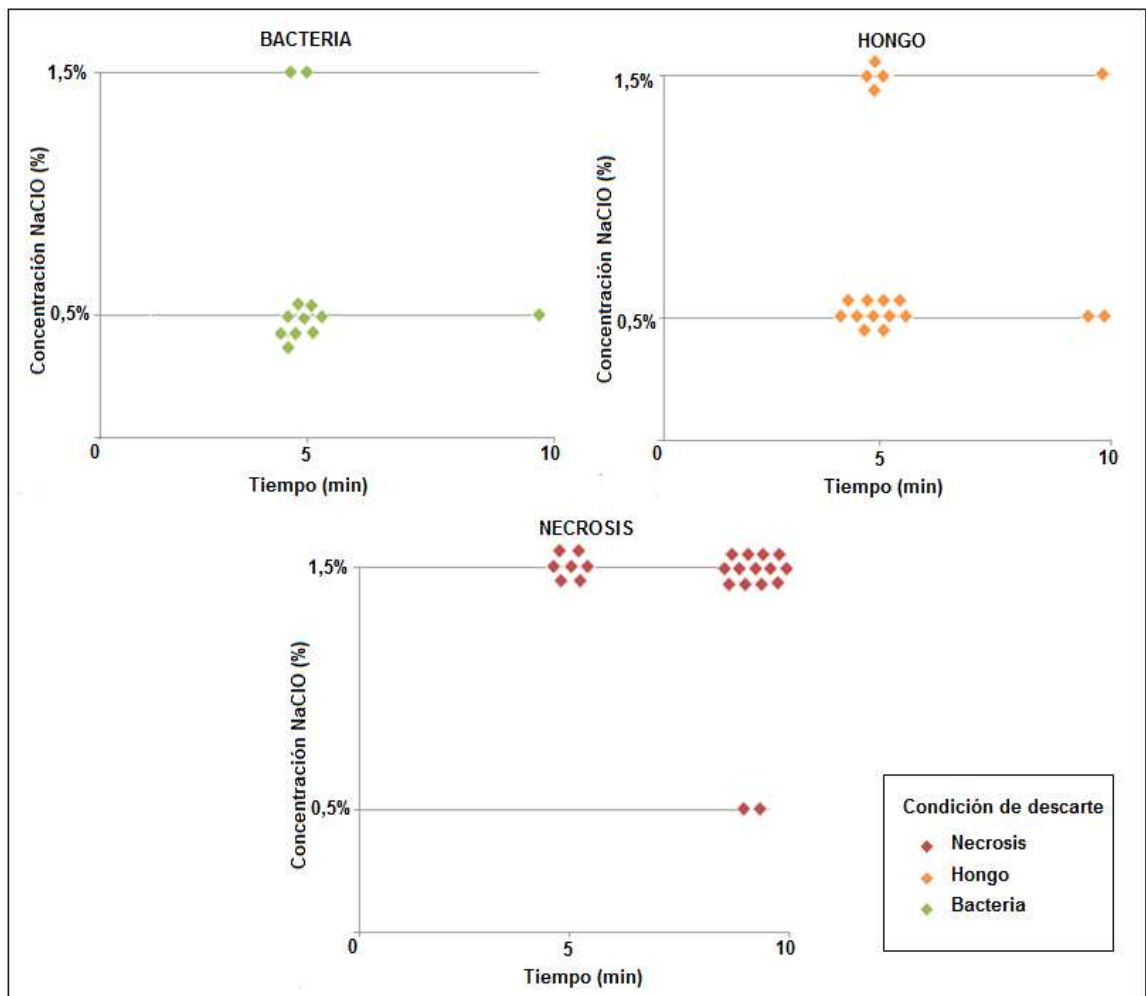 BACTERIA
1,5%
Concentración NaClO (%)
0,5%
0
5
10
Tiempo (min)
HONGO
1,5%
Concentración NaClO (%)
0,5%
0
5
10
Tiempo (min)
NECROSIS
1,5%
Concentración NaClO (%)
0,5%
0
5
10
Tiempo (min)
Condición de descarte
Necrosis
Hongo
Bacteria